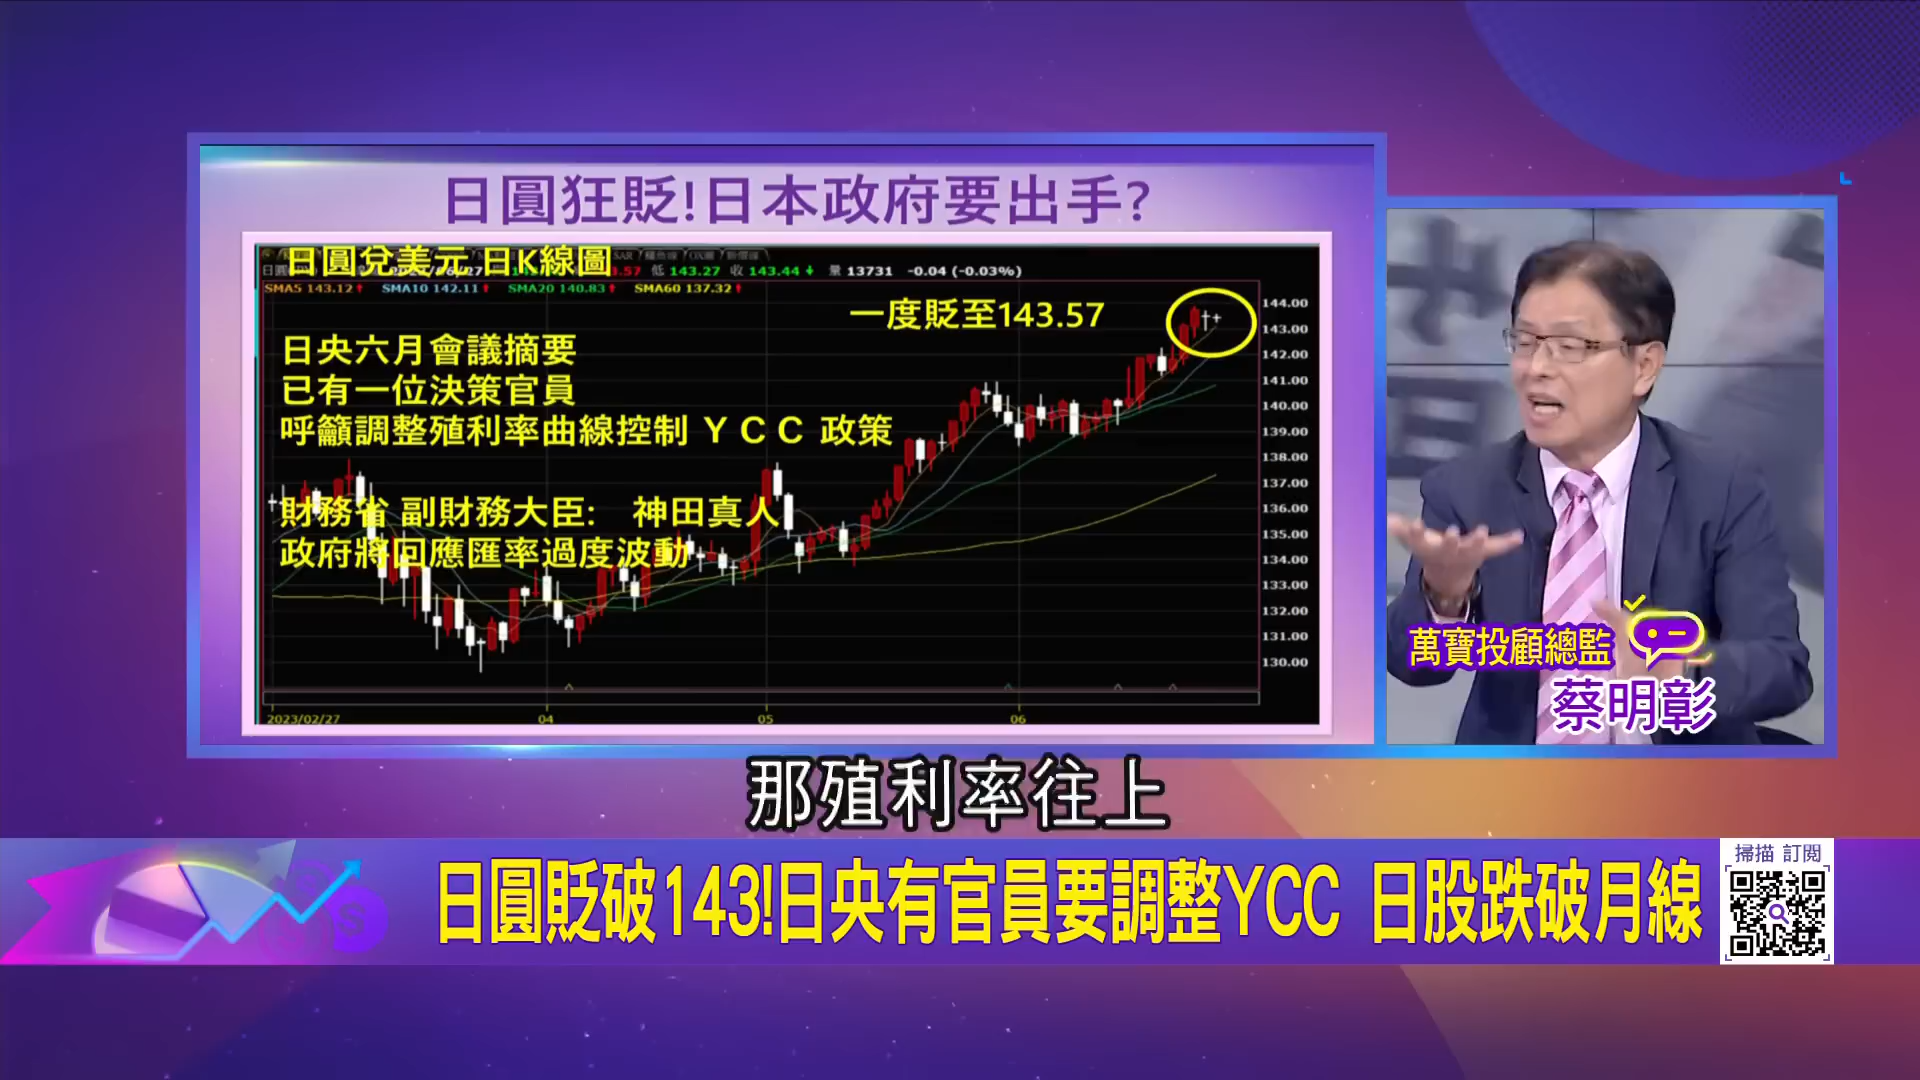 日圓狂貶!日本政府要出手?
日圓兌美元 日K線圖
低 143.27 收 143.44 量 13731 -0.04 (-0.03%)
SMA5 143.12 SMA10 142.11 SMA20 140.83 SMA60 137.32
一度貶至143.57
日央六月會議摘要
已有一位決策官員
呼籲調整殖利率曲線控制 ＹＣＣ 政策
財務省 副財務大臣: 神田真人
政府將回應匯率過度波動
144.00
143.00
142.00
141.00
140.00
139.00
138.00
137.00
136.00
135.00
134.00
133.00
132.00
131.00
130.00
2023/02/27 04 05 06
萬寶投顧總監
蔡明彰
那殖利率往上
日圓貶破143!日央有官員要調整YCC 日股跌破月線
掃描 訂閱